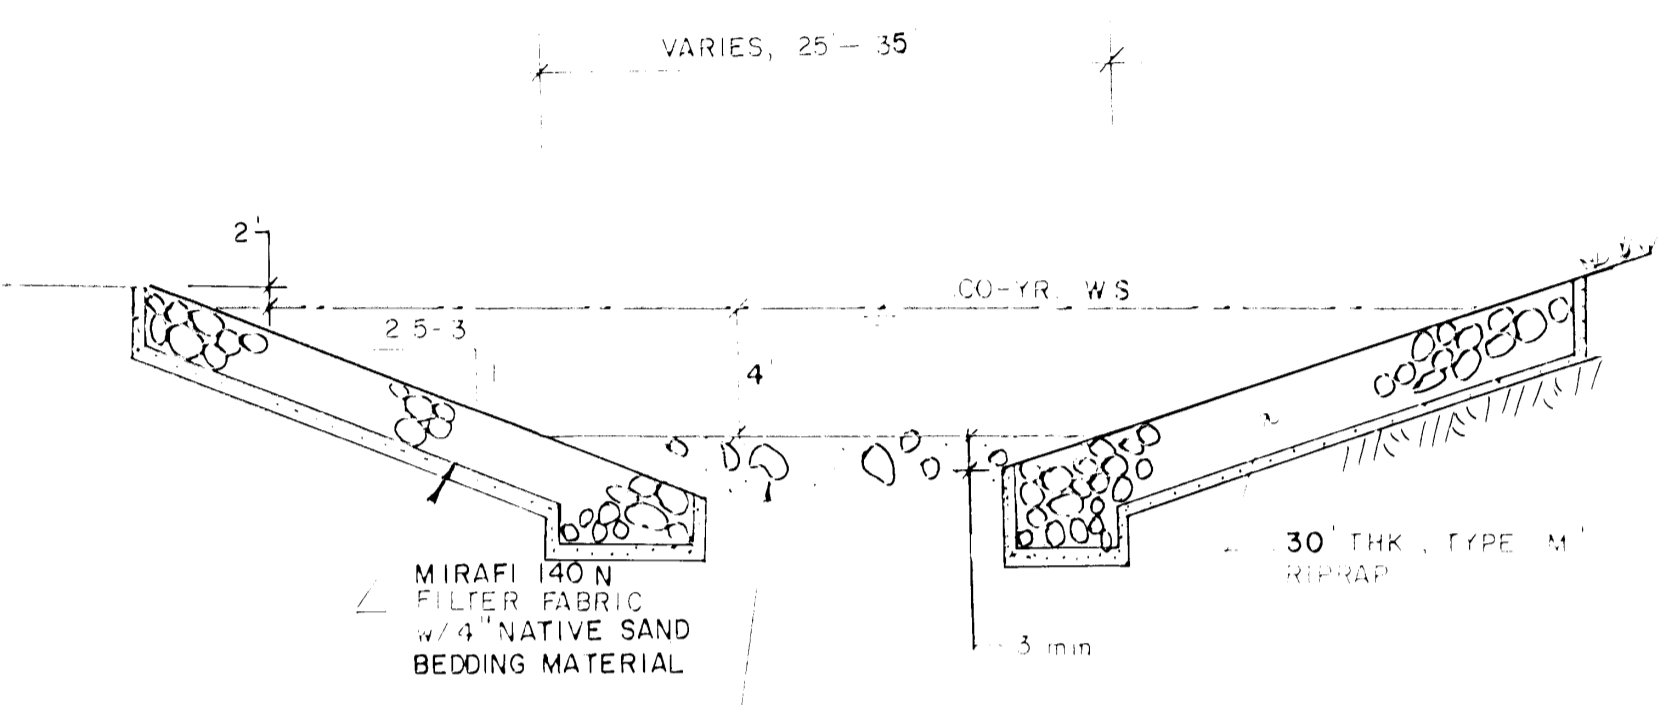 VARIES, 25'- 35
2'
CO-YR. WS
2 5-3
1
4'
MIRAFI 140 N
FILTER FABRIC
W/4" NATIVE SAND
BEDDING MATERIAL
30' THK, TYPE M'
RIPRAP
3 min